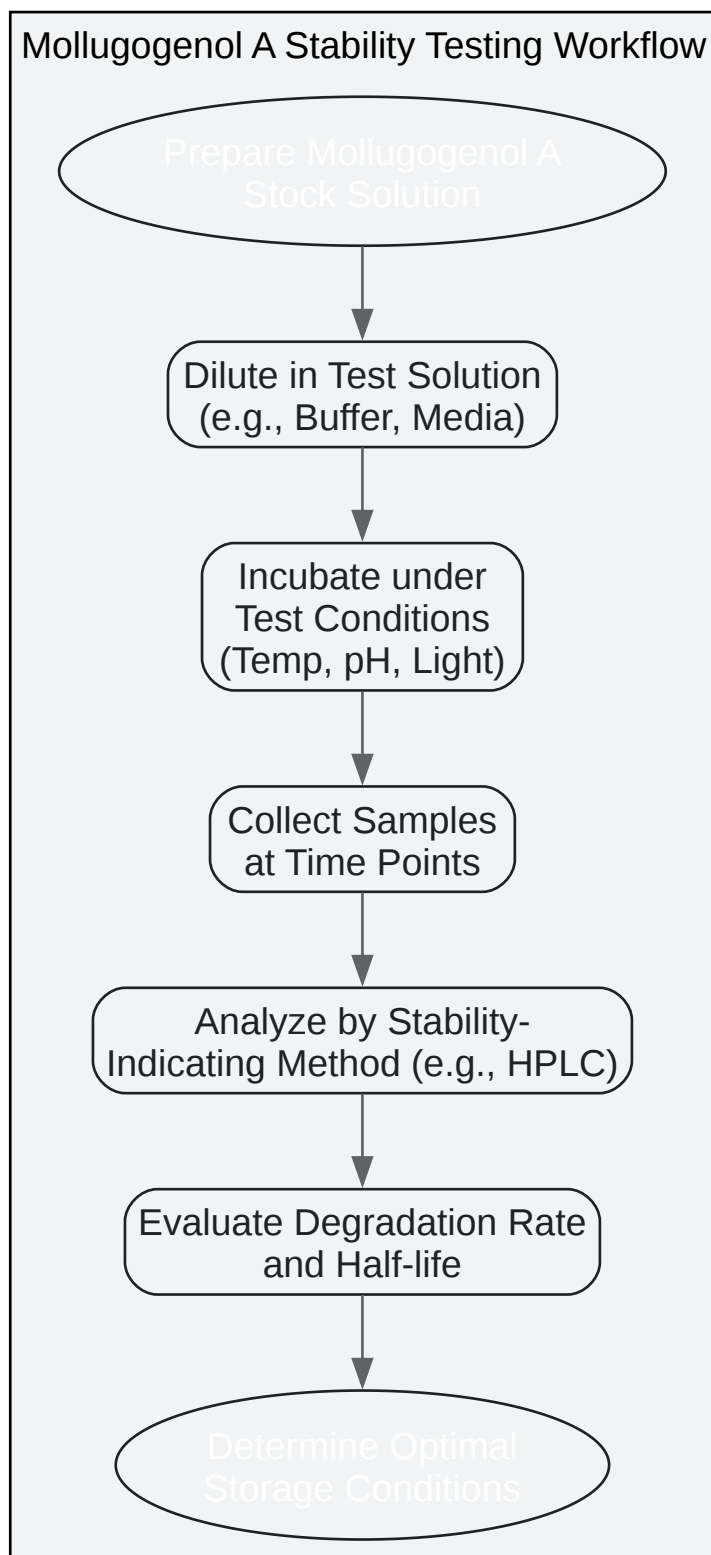 Mollugogenol A Stability Testing Workflow
Prepare Mollugogenol A
Stock Solution
Dilute in Test Solution
(e.g., Buffer, Media)
Incubate under
Test Conditions
(Temp, pH, Light)
Collect Samples
at Time Points
Analyze by Stability-
Indicating Method (e.g., HPLC)
Evaluate Degradation Rate
and Half-life
Determine Optimal
Storage Conditions